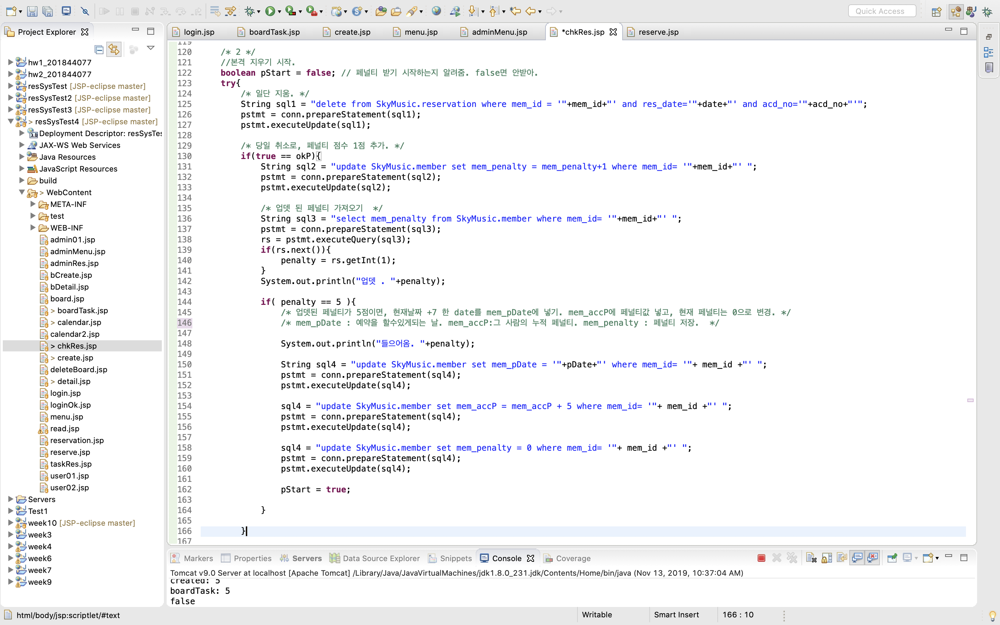 Quick Access
Project Explorer
hw1_201844077
hw2_201844077
resSysTest [JSP-eclipse master]
resSysTest2 [JSP-eclipse master]
resSysTest3 [JSP-eclipse master]
> resSysTest4 [JSP-eclipse master]
Deployment Descriptor: resSysTes
JAX-WS Web Services
Java Resources
JavaScript Resources
build
> WebContent
META-INF
test
WEB-INF
admin01.jsp
adminMenu.jsp
adminRes.jsp
bCreate.jsp
bDetail.jsp
board.jsp
> boardTask.jsp
> calendar.jsp
calendar2.jsp
> chkRes.jsp
> create.jsp
deleteBoard.jsp
> detail.jsp
login.jsp
loginOk.jsp
menu.jsp
read.jsp
reservation.jsp
reserve.jsp
taskRes.jsp
user01.jsp
user02.jsp
Servers
Test1
week10 [JSP-eclipse master]
week3
week4
week6
week7
week9
login.jsp boardTask.jsp create.jsp menu.jsp adminMenu.jsp *chkRes.jsp reserve.jsp
119
120 /* 2 */
121 //본격 지우기 시작.
122 boolean pStart = false; // 페널티 받기 시작하는지 알려줌. false면 안받아.
123 try{
124 /* 일단 지움. */
125 String sql1 = "delete from SkyMusic.reservation where mem_id = '"+mem_id+"' and res_date='"+date+"' and acd_no='"+acd_no+"'";
126 pstmt = conn.prepareStatement(sql1);
127 pstmt.executeUpdate(sql1);
128
129 /* 당일 취소로, 페널티 점수 1점 추가. */
130 if(true == okP){
131 String sql2 = "update SkyMusic.member set mem_penalty = mem_penalty+1 where mem_id= '"+mem_id+"' ";
132 pstmt = conn.prepareStatement(sql2);
133 pstmt.executeUpdate(sql2);
134
135 /* 업뎃 된 페널티 가져오기  */
136 String sql3 = "select mem_penalty from SkyMusic.member where mem_id= '"+mem_id+"' ";
137 pstmt = conn.prepareStatement(sql3);
138 rs = pstmt.executeQuery(sql3);
139 if(rs.next()){
140 penalty = rs.getInt(1);
141 }
142 System.out.println("업뎃 . "+penalty);
143
144 if( penalty == 5 ){
145 /* 업뎃된 페널티가 5점이면, 현재날짜 +7 한 date를 mem_pDate에 넣기. mem_accP에 페널티값 넣고, 현재 페널티는 0으로 변경. */
146 /* mem_pDate : 예약을 할수있게되는 날. mem_accP:그 사람의 누적 페널티. mem_penalty : 페널티 저장.  */
147
148 System.out.println("들으어옴. "+penalty);
149
150 String sql4 = "update SkyMusic.member set mem_pDate = '"+pDate+"' where mem_id= '"+ mem_id +"' ";
151 pstmt = conn.prepareStatement(sql4);
152 pstmt.executeUpdate(sql4);
153
154 sql4 = "update SkyMusic.member set mem_accP = mem_accP + 5 where mem_id= '"+ mem_id +"' ";
155 pstmt = conn.prepareStatement(sql4);
156 pstmt.executeUpdate(sql4);
157
158 sql4 = "update SkyMusic.member set mem_penalty = 0 where mem_id= '"+ mem_id +"' ";
159 pstmt = conn.prepareStatement(sql4);
160 pstmt.executeUpdate(sql4);
161
162 pStart = true;
163
164 }
165
166 }
167
Markers Properties Servers Data Source Explorer Snippets Console Coverage
Tomcat v9.0 Server at localhost [Apache Tomcat] /Library/Java/JavaVirtualMachines/jdk1.8.0_231.jdk/Contents/Home/bin/java (Nov 13, 2019, 10:37:04 AM)
created: 5
boardTask: 5
false
html/body/jsp:scriptlet/#text Writable Smart Insert 166 : 10